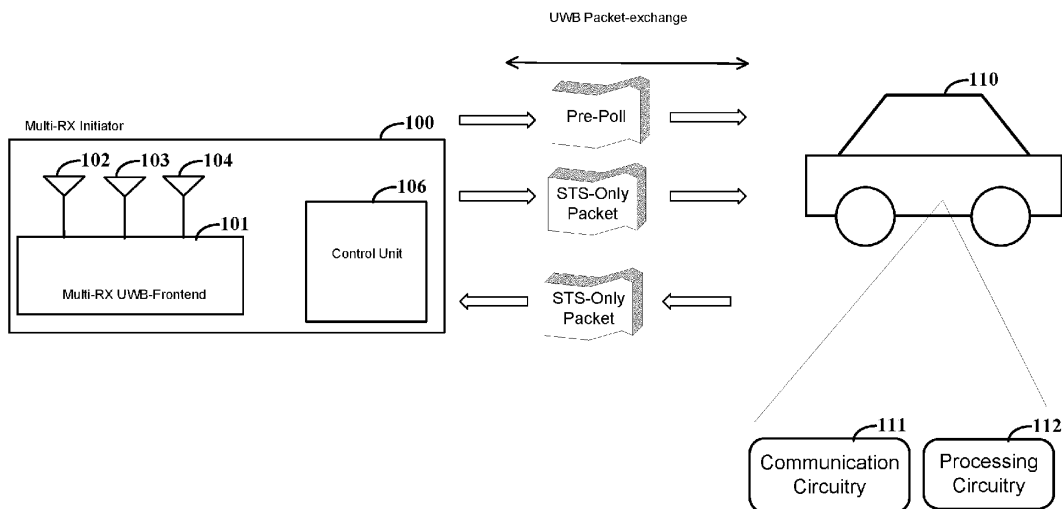 UWB Packet-exchange
Multi-RX Initiator
100
102
103
104
106
101
Multi-RX UWB-Frontend
Control Unit
Pre-Poll
STS-Only
Packet
STS-Only
Packet
110
111
Communication
Circuitry
112
Processing
Circuitry